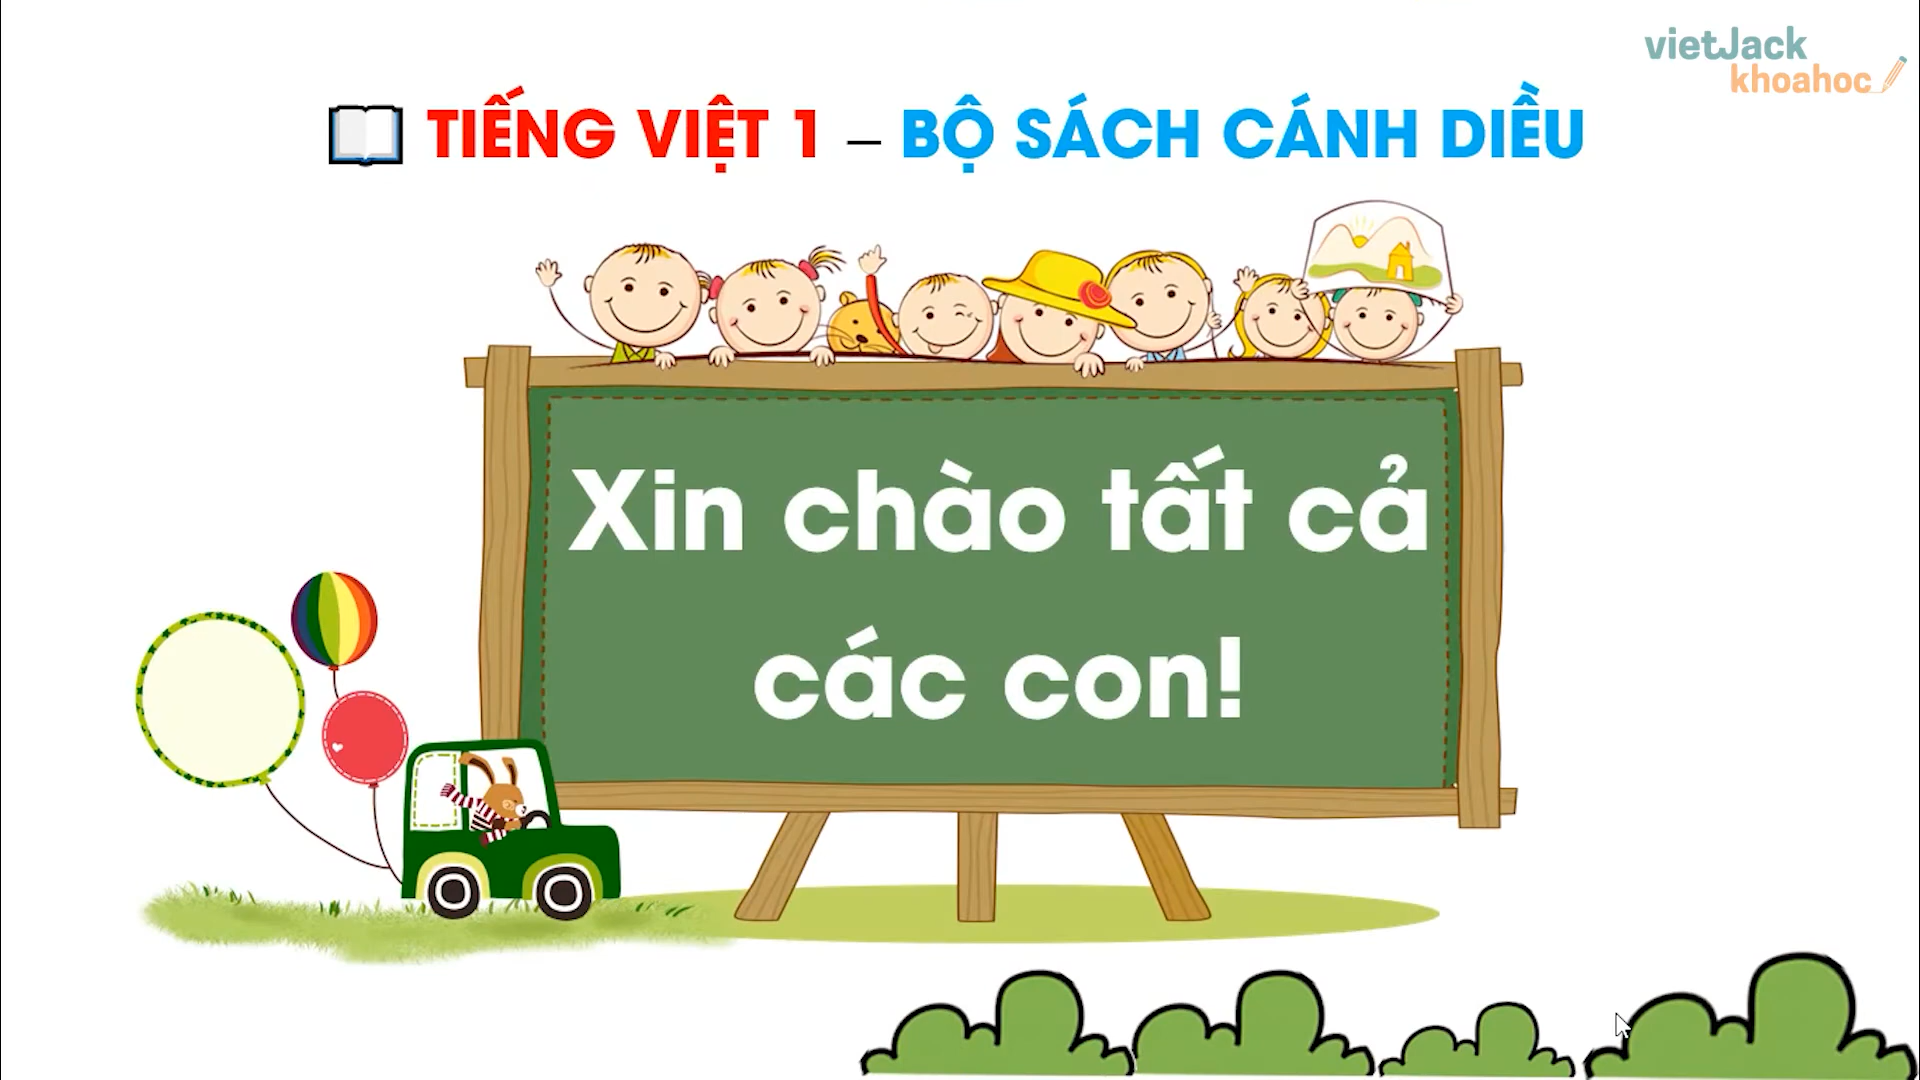 vietJack
khoahoc
TIẾNG VIỆT 1 – BỘ SÁCH CÁNH DIỀU
Xin chào tất cả
các con!